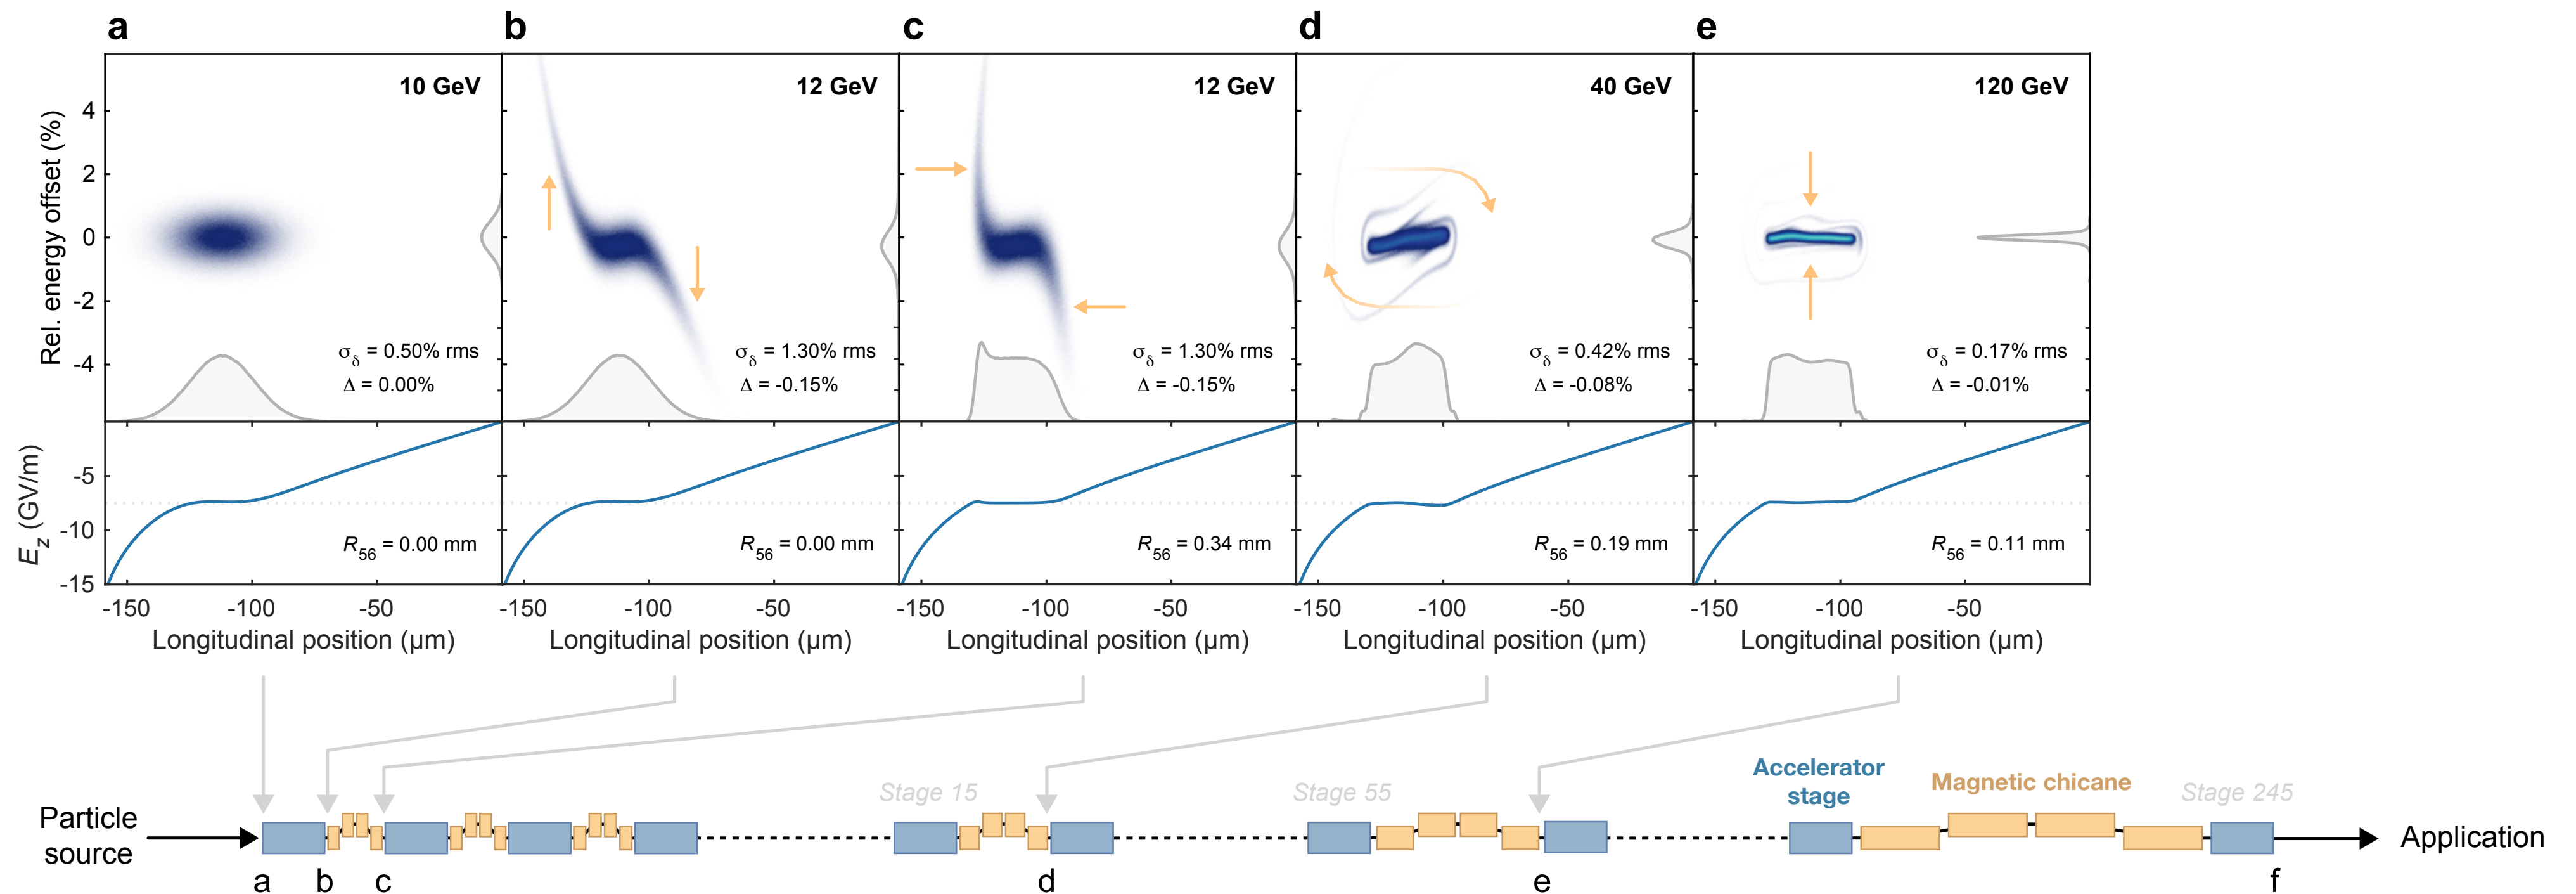 a
b
c
d
e
10 GeV
12 GeV
12 GeV
40 GeV
120 GeV
Rel. energy offset (%)
4
2
0
-2
-4
σδ = 0.50% rms
Δ = 0.00%
σδ = 1.30% rms
Δ = -0.15%
σδ = 1.30% rms
Δ = -0.15%
σδ = 0.42% rms
Δ = -0.08%
σδ = 0.17% rms
Δ = -0.01%
Ez (GV/m)
-5
-10
-15
R56 = 0.00 mm
R56 = 0.00 mm
R56 = 0.34 mm
R56 = 0.19 mm
R56 = 0.11 mm
-150 -100 -50
-150 -100 -50
-150 -100 -50
-150 -100 -50
-150 -100 -50
Longitudinal position (μm)
Longitudinal position (μm)
Longitudinal position (μm)
Longitudinal position (μm)
Longitudinal position (μm)
Particle
source
Stage 15
Stage 55
Accelerator
stage
Magnetic chicane
Stage 245
Application
a
b
c
d
e
f